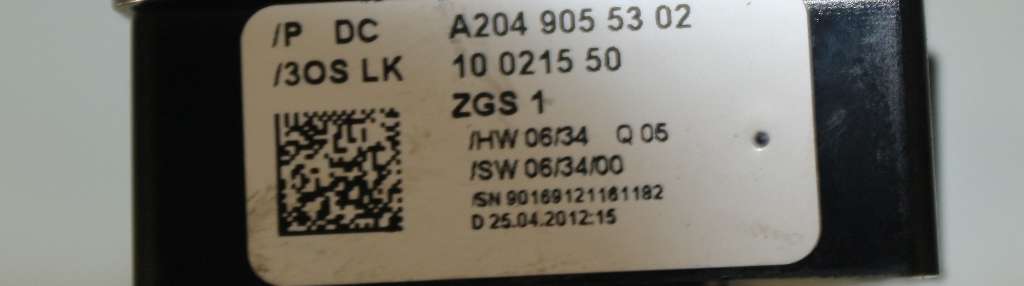 /P DC A204 905 53 02
/3OS LK 10 0215 50
ZGS 1
/HW 06/34 Q 05
/SW 06/34/00
/SN 90169121161182
D 25.04.2012:15